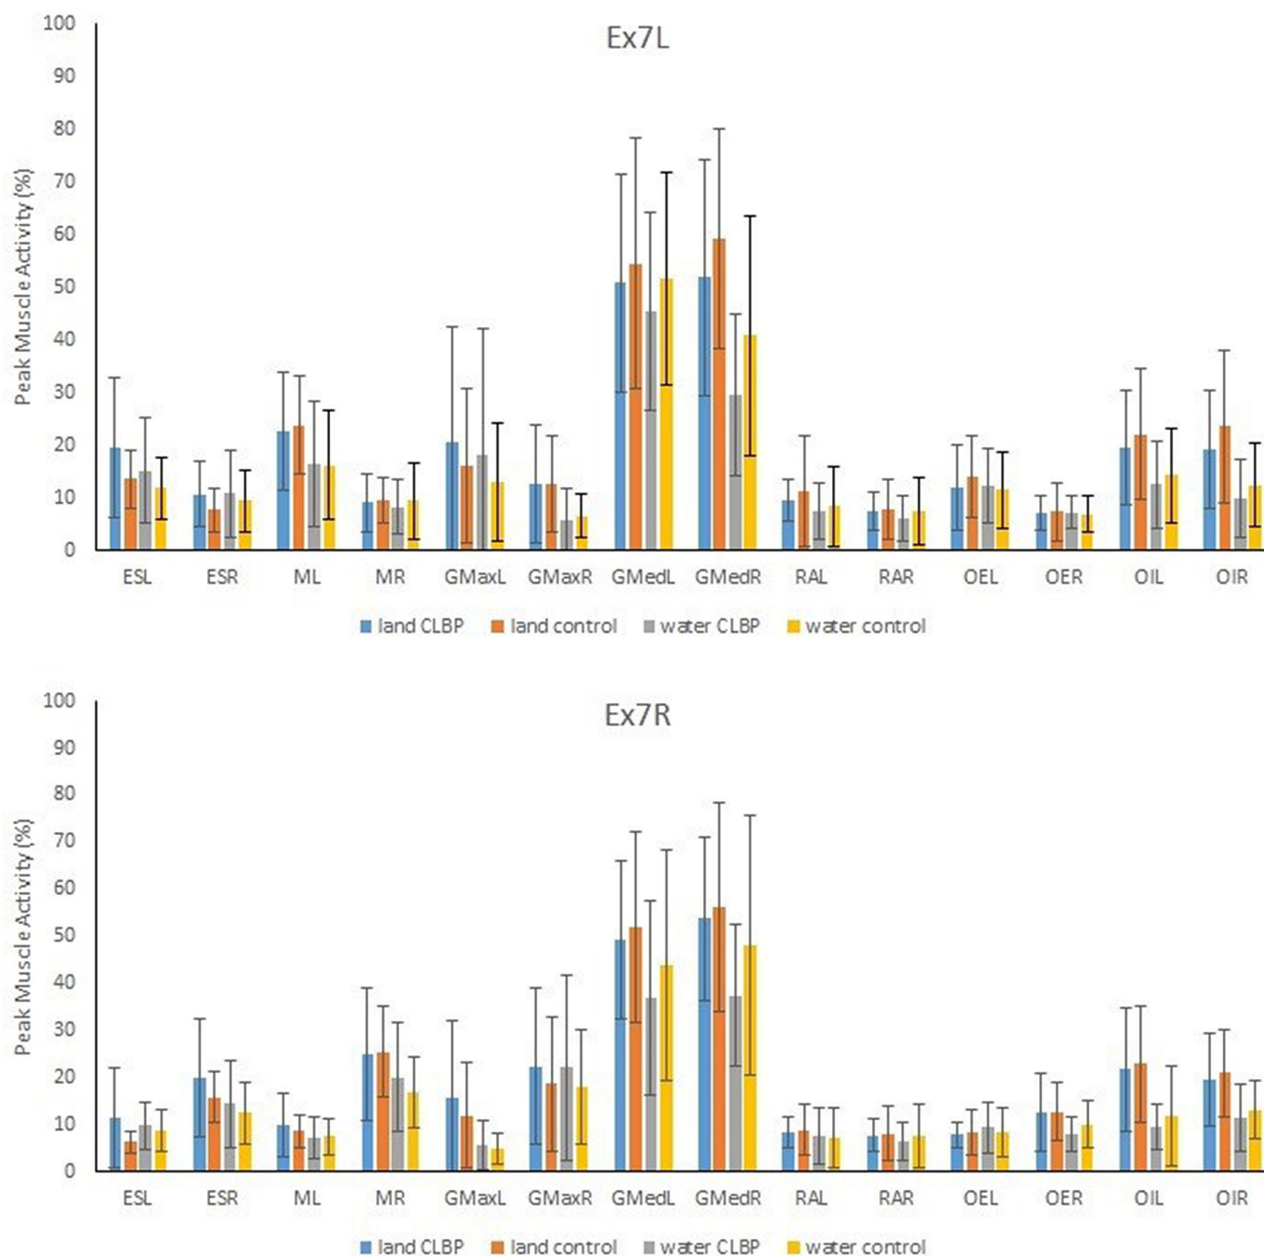 Ex7L
Peak Muscle Activity (%)
100
90
80
70
60
50
40
30
20
10
0
ESL ESR ML MR GMaxL GMaxR GMedL GMedR RAL RAR OEL OER OIL OIR
land CLBP land control water CLBP water control
Ex7R
Peak Muscle Activity (%)
100
90
80
70
60
50
40
30
20
10
0
ESL ESR ML MR GMaxL GMaxR GMedL GMedR RAL RAR OEL OER OIL OIR
land CLBP land control water CLBP water control